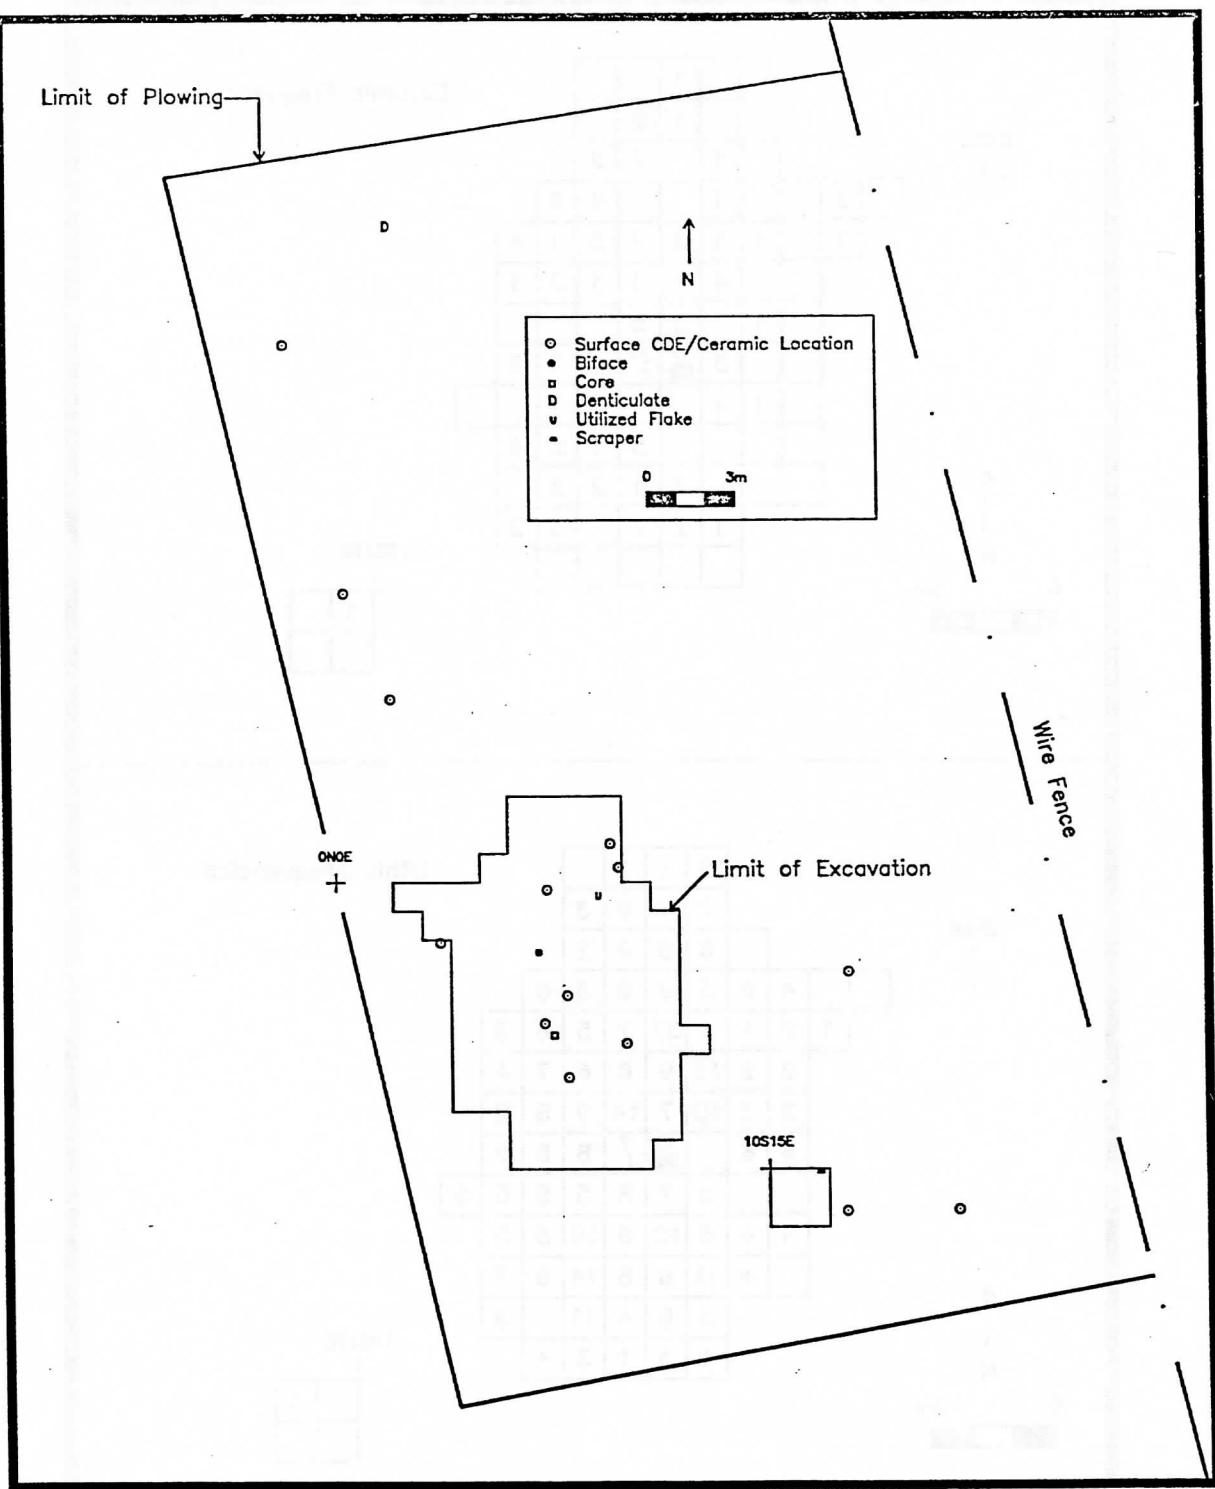 Limit of Plowing
D
N
Surface CDE/Ceramic Location
Biface
Core
D Denticulate
u Utilized Flake
Scraper
0 3m
Wire Fence
0N0E
Limit of Excavation
u
10S15E